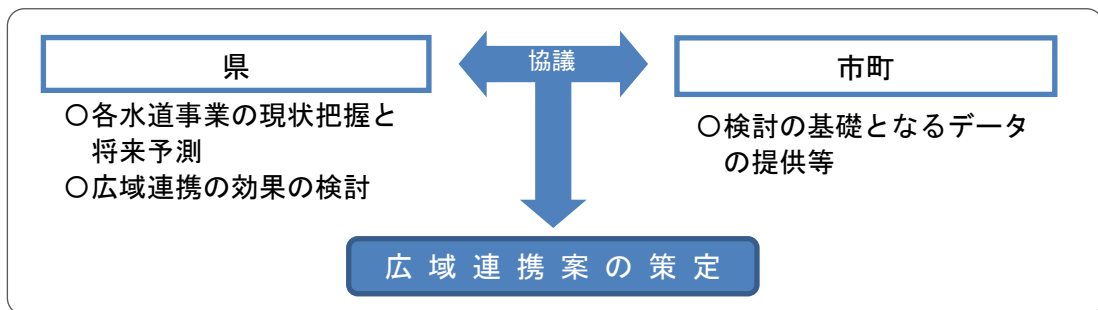 県
協議
市町
〇各水道事業の現状把握と
将来予測
〇広域連携の効果の検討
〇検討の基礎となるデータ
の提供等
広域連携案の策定